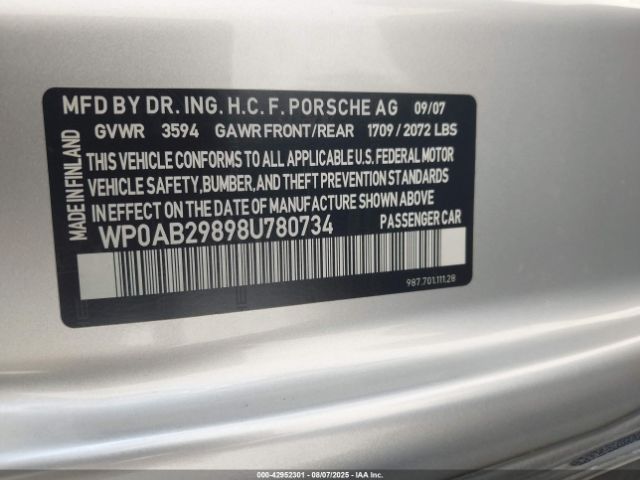 MFD BY DR. ING. H.C. F. PORSCHE AG 09/07
GVWR 3594 GAWR FRONT/REAR 1709 / 2072 LBS
THIS VEHICLE CONFORMS TO ALL APPLICABLE U.S. FEDERAL MOTOR
VEHICLE SAFETY, BUMPER, AND THEFT PREVENTION STANDARDS
IN EFFECT ON THE DATE OF MANUFACTURE SHOWN ABOVE
WP0AB29898U780734 PASSENGER CAR
MADE IN FINLAND
987.701.111.28
000-42952301 - 08/07/2025 - IAA Inc.